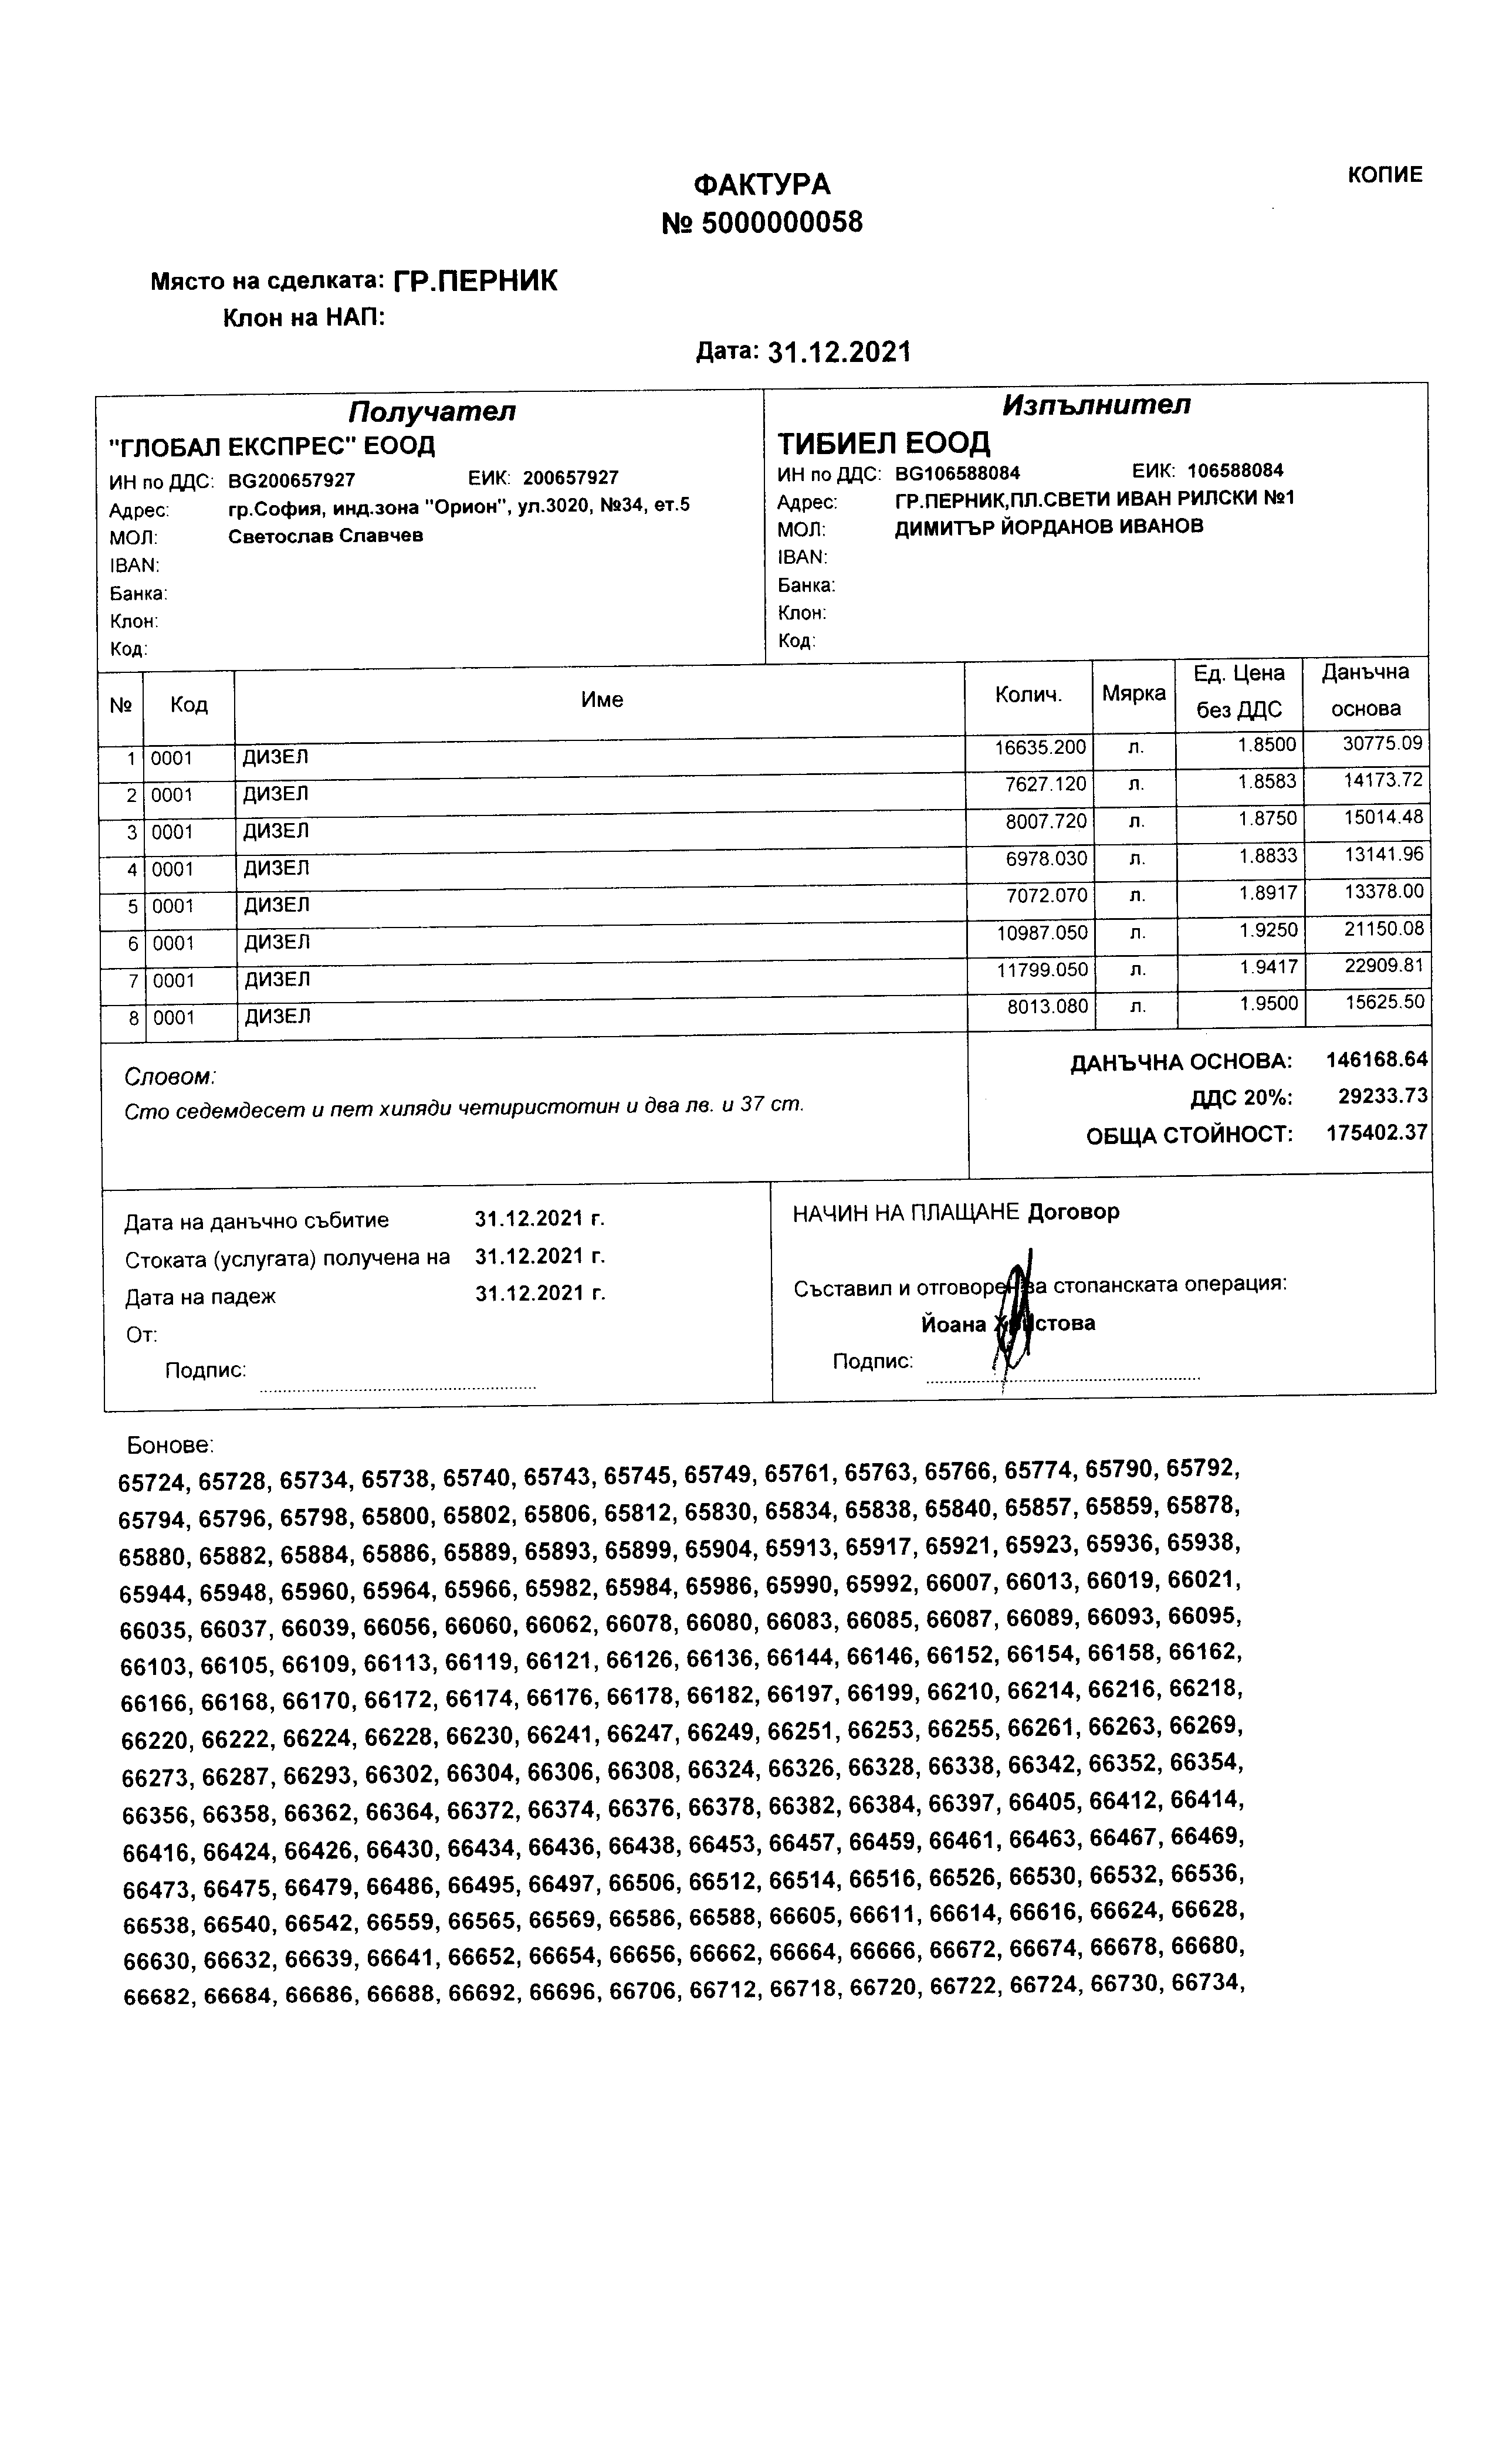 КОПИЕ
ФАКТУРА
№ 5000000058
Място на сделката: ГР.ПЕРНИК
Клон на НАП:
Дата: 31.12.2021
Получател
"ГЛОБАЛ ЕКСПРЕС" ЕООД
ИН по ДДС: BG200657927 ЕИК: 200657927
Адрес: гр.София, инд.зона "Орион", ул.3020, №34, ет.5
МОЛ: Светослав Славчев
IBAN:
Банка:
Клон:
Код:
Изпълнител
ТИБИЕЛ ЕООД
ИН по ДДС: BG106588084 ЕИК: 106588084
Адрес: ГР.ПЕРНИК,ПЛ.СВЕТИ ИВАН РИЛСКИ №1
МОЛ: ДИМИТЪР ЙОРДАНОВ ИВАНОВ
IBAN:
Банка:
Клон:
Код:
№ Код Име Колич. Мярка Ед. Цена без ДДС Данъчна основа
1 0001 ДИЗЕЛ 16635.200 л. 1.8500 30775.09
2 0001 ДИЗЕЛ 7627.120 л. 1.8583 14173.72
3 0001 ДИЗЕЛ 8007.720 л. 1.8750 15014.48
4 0001 ДИЗЕЛ 6978.030 л. 1.8833 13141.96
5 0001 ДИЗЕЛ 7072.070 л. 1.8917 13378.00
6 0001 ДИЗЕЛ 10987.050 л. 1.9250 21150.08
7 0001 ДИЗЕЛ 11799.050 л. 1.9417 22909.81
8 0001 ДИЗЕЛ 8013.080 л. 1.9500 15625.50
Словом:
Сто седемдесет и пет хиляди четиристотин и два лв. и 37 ст.
ДАНЪЧНА ОСНОВА: 146168.64
ДДС 20%: 29233.73
ОБЩА СТОЙНОСТ: 175402.37
Дата на данъчно събитие 31.12.2021 г.
Стоката (услугата) получена на 31.12.2021 г.
Дата на падеж 31.12.2021 г.
От:
Подпис:
НАЧИН НА ПЛАЩАНЕ Договор
Съставил и отговорен за стопанската операция:
Йоана Христова
Подпис:
Бонове:
65724, 65728, 65734, 65738, 65740, 65743, 65745, 65749, 65761, 65763, 65766, 65774, 65790, 65792,
65794, 65796, 65798, 65800, 65802, 65806, 65812, 65830, 65834, 65838, 65840, 65857, 65859, 65878,
65880, 65882, 65884, 65886, 65889, 65893, 65899, 65904, 65913, 65917, 65921, 65923, 65936, 65938,
65944, 65948, 65960, 65964, 65966, 65982, 65984, 65986, 65990, 65992, 66007, 66013, 66019, 66021,
66035, 66037, 66039, 66056, 66060, 66062, 66078, 66080, 66083, 66085, 66087, 66089, 66093, 66095,
66103, 66105, 66109, 66113, 66119, 66121, 66126, 66136, 66144, 66146, 66152, 66154, 66158, 66162,
66166, 66168, 66170, 66172, 66174, 66176, 66178, 66182, 66197, 66199, 66210, 66214, 66216, 66218,
66220, 66222, 66224, 66228, 66230, 66241, 66247, 66249, 66251, 66253, 66255, 66261, 66263, 66269,
66273, 66287, 66293, 66302, 66304, 66306, 66308, 66324, 66326, 66328, 66338, 66342, 66352, 66354,
66356, 66358, 66362, 66364, 66372, 66374, 66376, 66378, 66382, 66384, 66397, 66405, 66412, 66414,
66416, 66424, 66426, 66430, 66434, 66436, 66438, 66453, 66457, 66459, 66461, 66463, 66467, 66469,
66473, 66475, 66479, 66486, 66495, 66497, 66506, 66512, 66514, 66516, 66526, 66530, 66532, 66536,
66538, 66540, 66542, 66559, 66565, 66569, 66586, 66588, 66605, 66611, 66614, 66616, 66624, 66628,
66630, 66632, 66639, 66641, 66652, 66654, 66656, 66662, 66664, 66666, 66672, 66674, 66678, 66680,
66682, 66684, 66686, 66688, 66692, 66696, 66706, 66712, 66718, 66720, 66722, 66724, 66730, 66734,